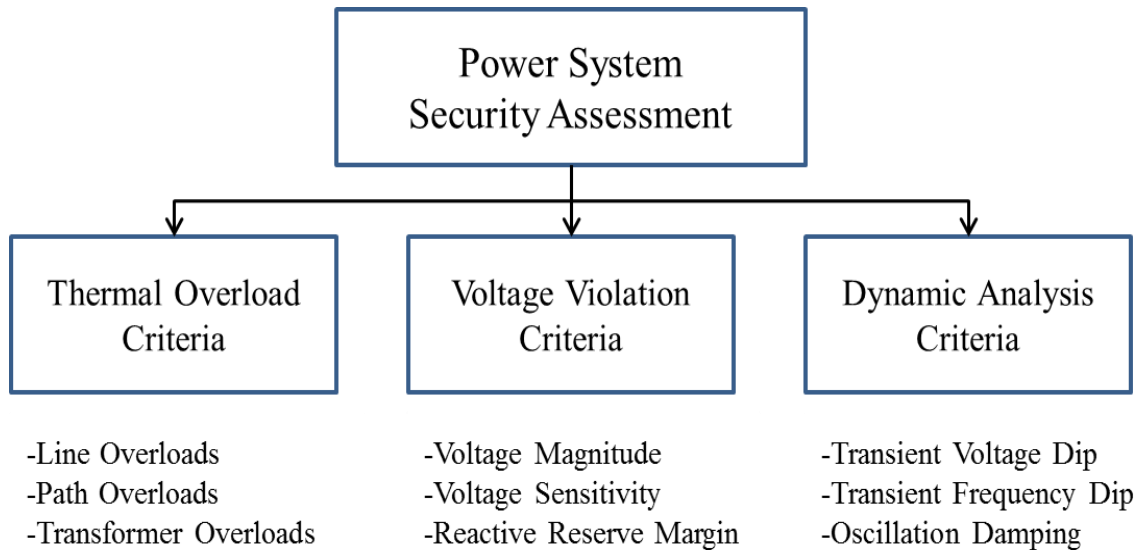 Power System
Security Assessment
Thermal Overload
Criteria
Voltage Violation
Criteria
Dynamic Analysis
Criteria
-Line Overloads
-Path Overloads
-Transformer Overloads
-Voltage Magnitude
-Voltage Sensitivity
-Reactive Reserve Margin
-Transient Voltage Dip
-Transient Frequency Dip
-Oscillation Damping